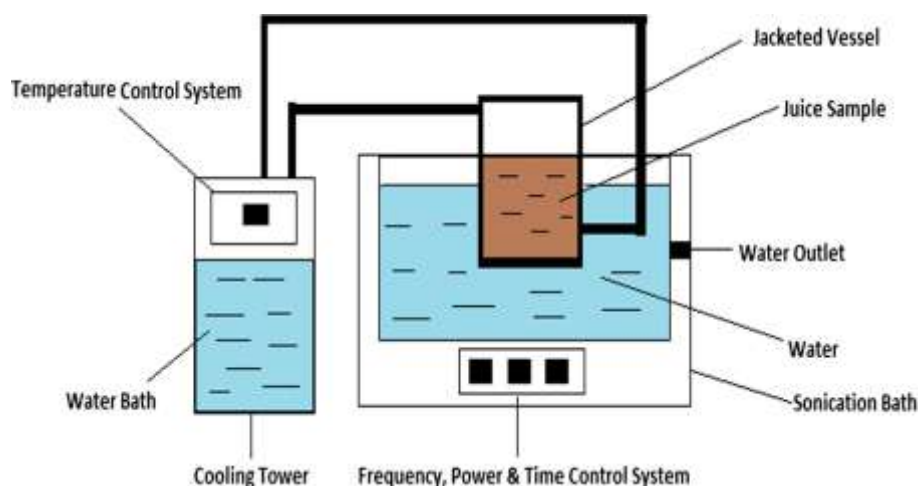 Jacketed Vessel
Temperature Control System
Juice Sample
Water Outlet
Water
Water Bath
Sonication Bath
Cooling Tower
Frequency, Power & Time Control System